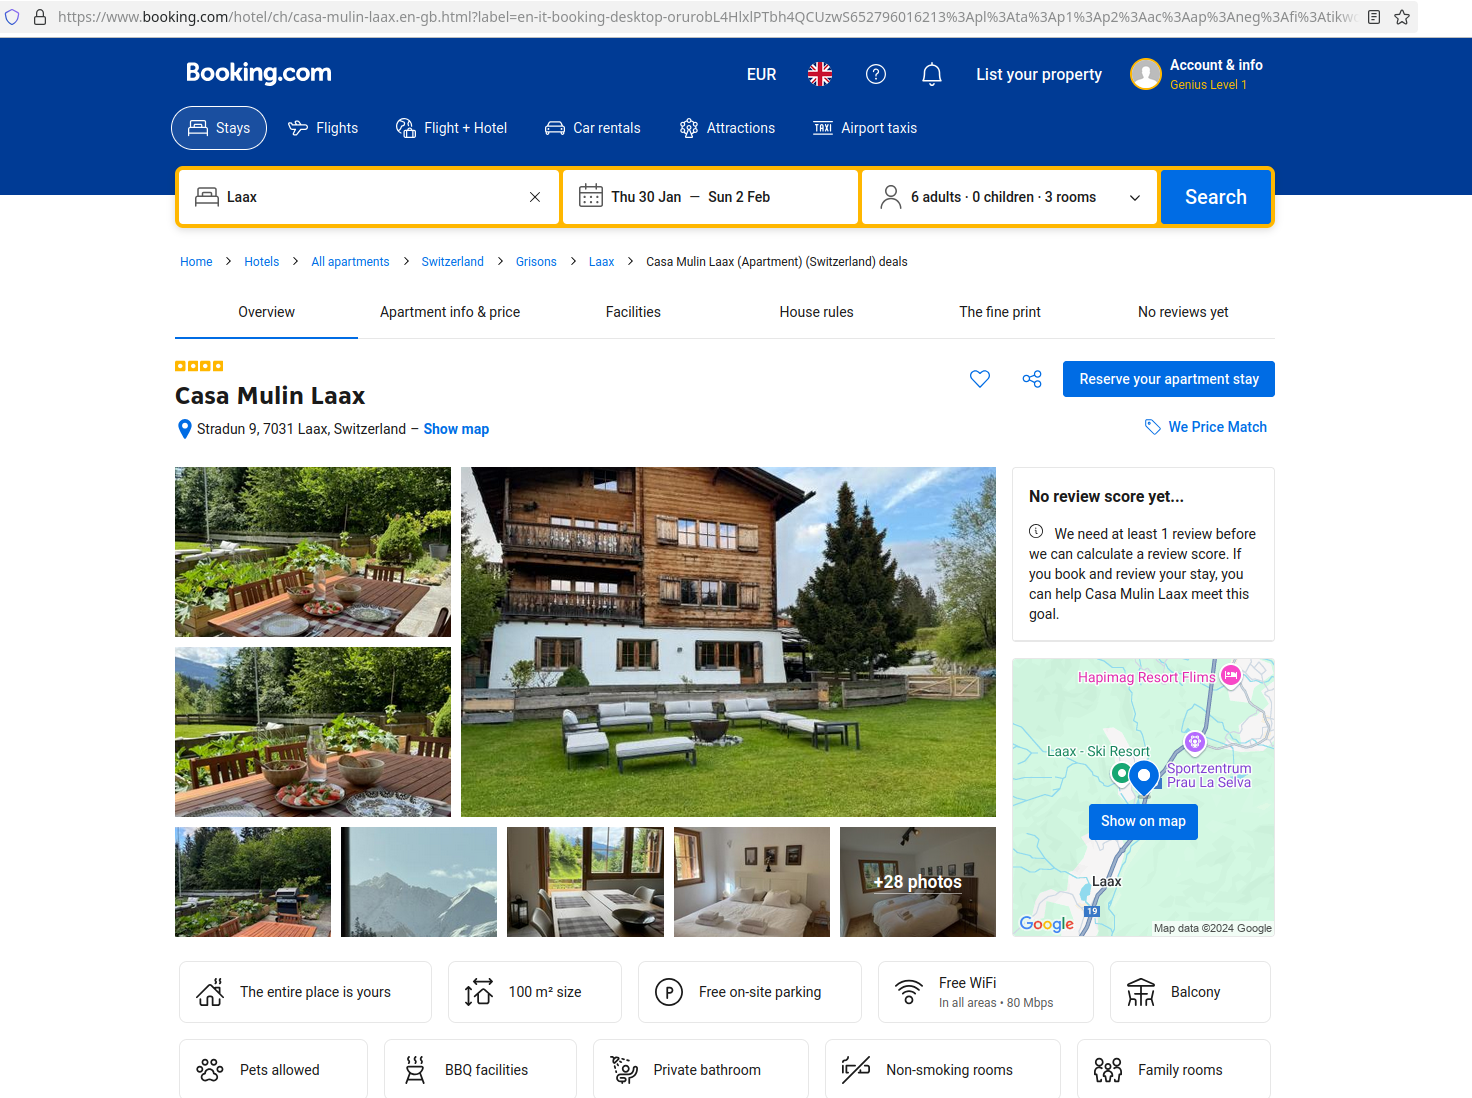 https://www.booking.com/hotel/ch/casa-mulin-laax.en-gb.html?label=en-it-booking-desktop-orurobL4HlxlPTbh4QCUzwS652796016213%3Apl%3Ata%3Ap1%3Ap2%3Aac%3Aap%3Aneg%3Afi%3Atikw
Booking.com
EUR
List your property
Account & info
Genius Level 1
Stays
Flights
Flight + Hotel
Car rentals
Attractions
TAXI
Airport taxis
Laax
Thu 30 Jan — Sun 2 Feb
6 adults · 0 children · 3 rooms
Search
Home
Hotels
All apartments
Switzerland
Grisons
Laax
Casa Mulin Laax (Apartment) (Switzerland) deals
Overview
Apartment info & price
Facilities
House rules
The fine print
No reviews yet
Casa Mulin Laax
Reserve your apartment stay
Stradun 9, 7031 Laax, Switzerland – Show map
We Price Match
No review score yet...
We need at least 1 review before
we can calculate a review score. If
you book and review your stay, you
can help Casa Mulin Laax meet this
goal.
Hapimag Resort Flims
Laax - Ski Resort
Sportzentrum
Prau La Selva
Show on map
Laax
19
Google
Map data ©2024 Google
+28 photos
The entire place is yours
100 m² size
P
Free on-site parking
Free WiFi
In all areas • 80 Mbps
Balcony
Pets allowed
BBQ facilities
Private bathroom
Non-smoking rooms
Family rooms